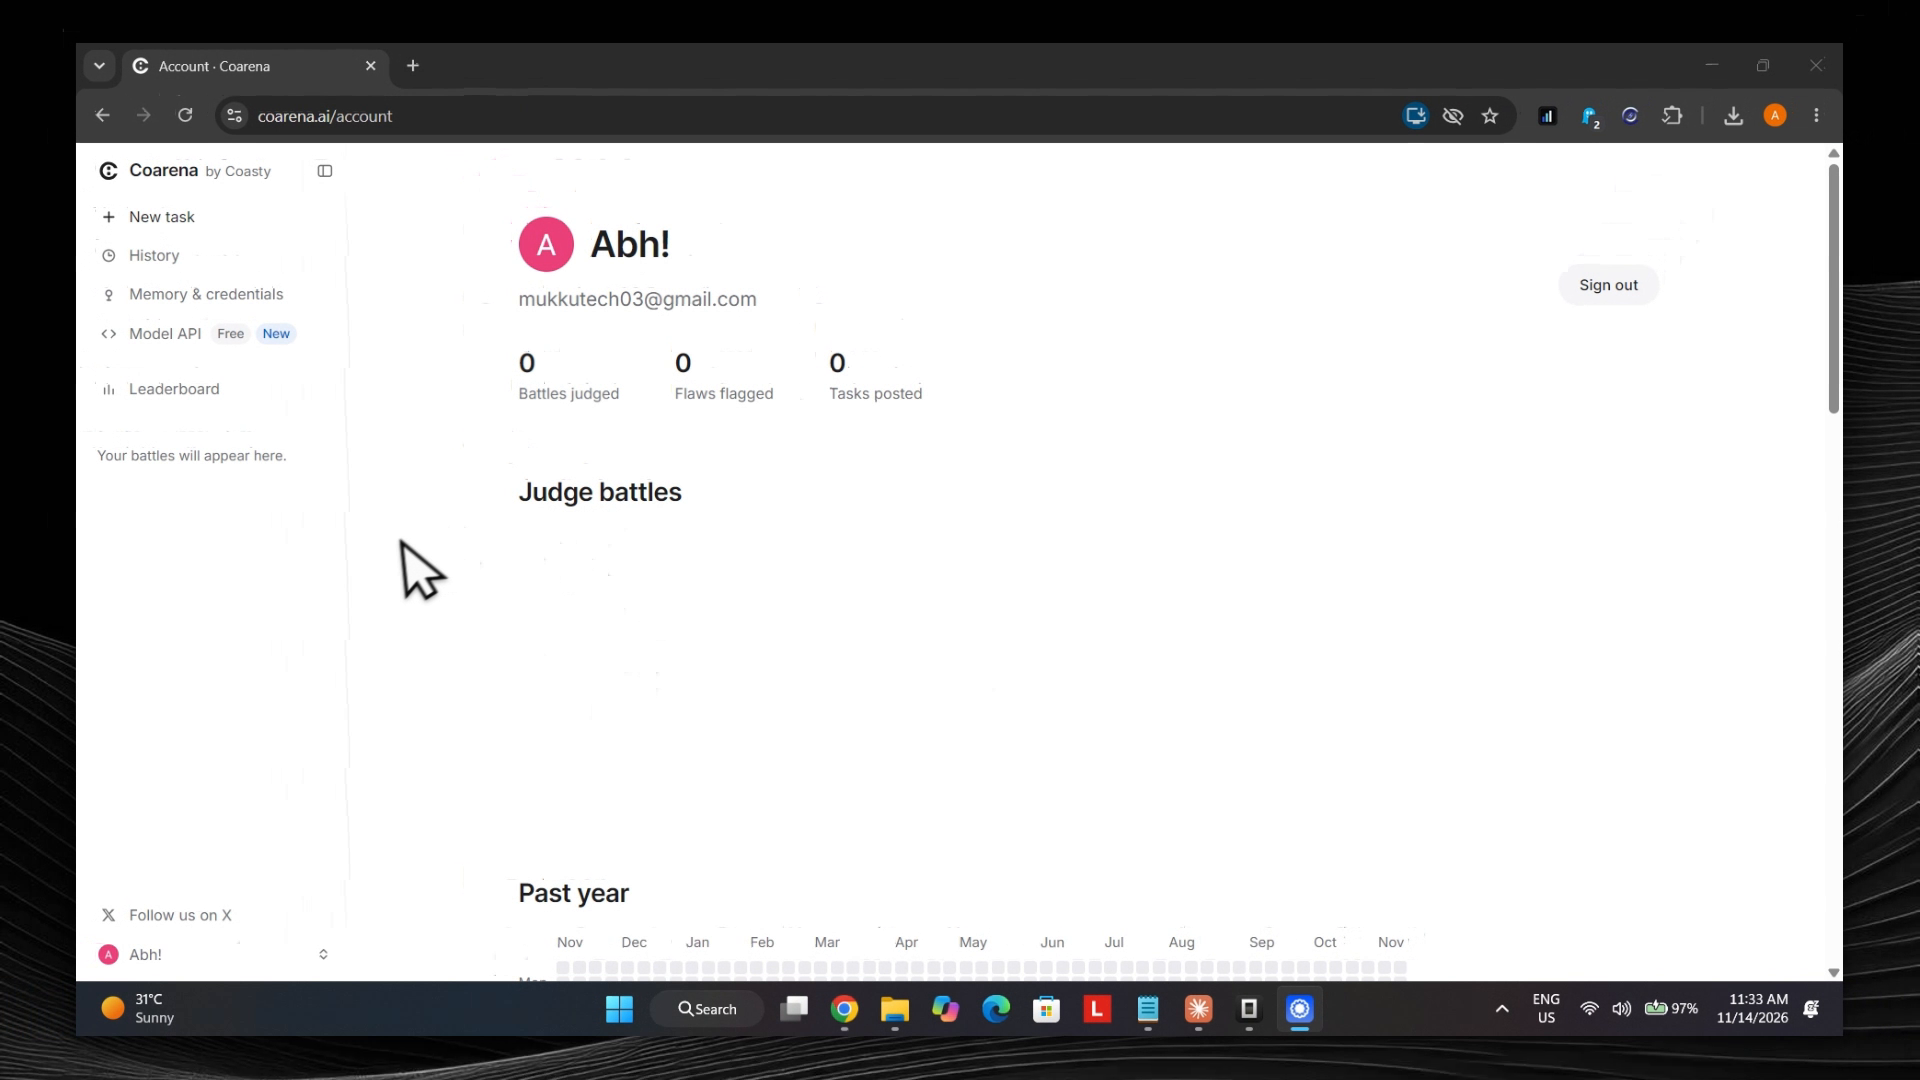 Account · Coarena
coarena.ai/account
2
A
Coarena by Coasty
New task
History
Memory & credentials
Model API Free New
Leaderboard
Your battles will appear here.
Follow us on X
A Abh!
A Abh!
mukkutech03@gmail.com
Sign out
0 0 0
Battles judged Flaws flagged Tasks posted
Judge battles
Past year
Nov Dec Jan Feb Mar Apr May Jun Jul Aug Sep Oct Nov
31°C
Sunny
Search
L
ENG
US
97%
11:33 AM
11/14/2026